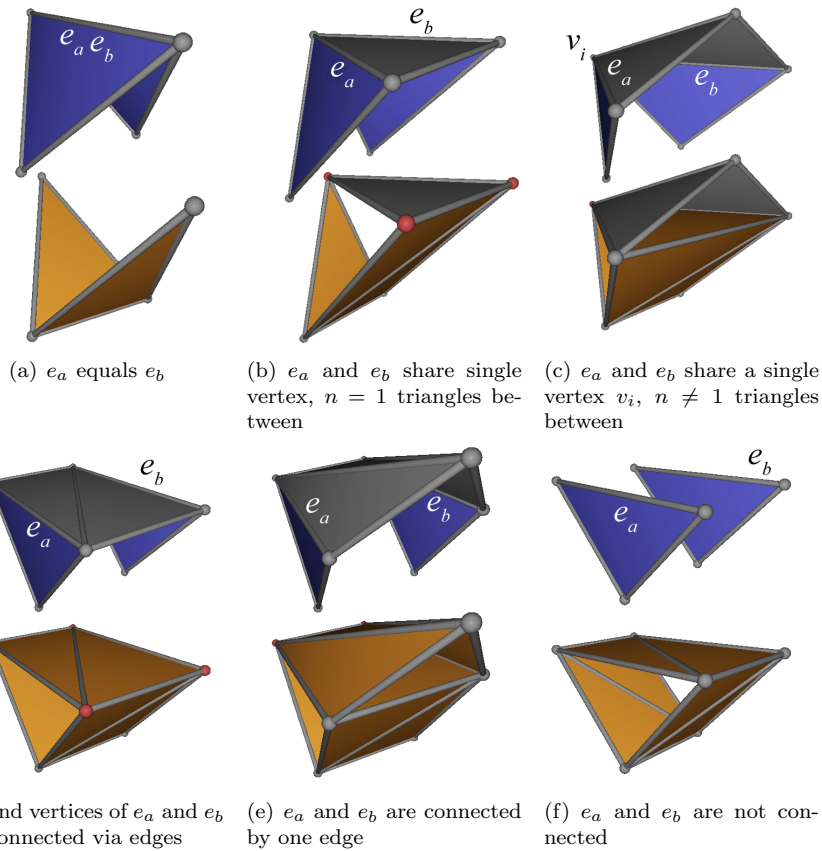 e_a e_b
e_b
e_a
v_i
e_a
e_b
(a) e_a equals e_b
(b) e_a and e_b share single
vertex, n = 1 triangles be-
tween
(c) e_a and e_b share a single
vertex v_i, n ≠ 1 triangles
between
e_b
e_a
e_a
e_b
e_b
e_a
nd vertices of e_a and e_b
onnected via edges
(e) e_a and e_b are connected
by one edge
(f) e_a and e_b are not con-
nected